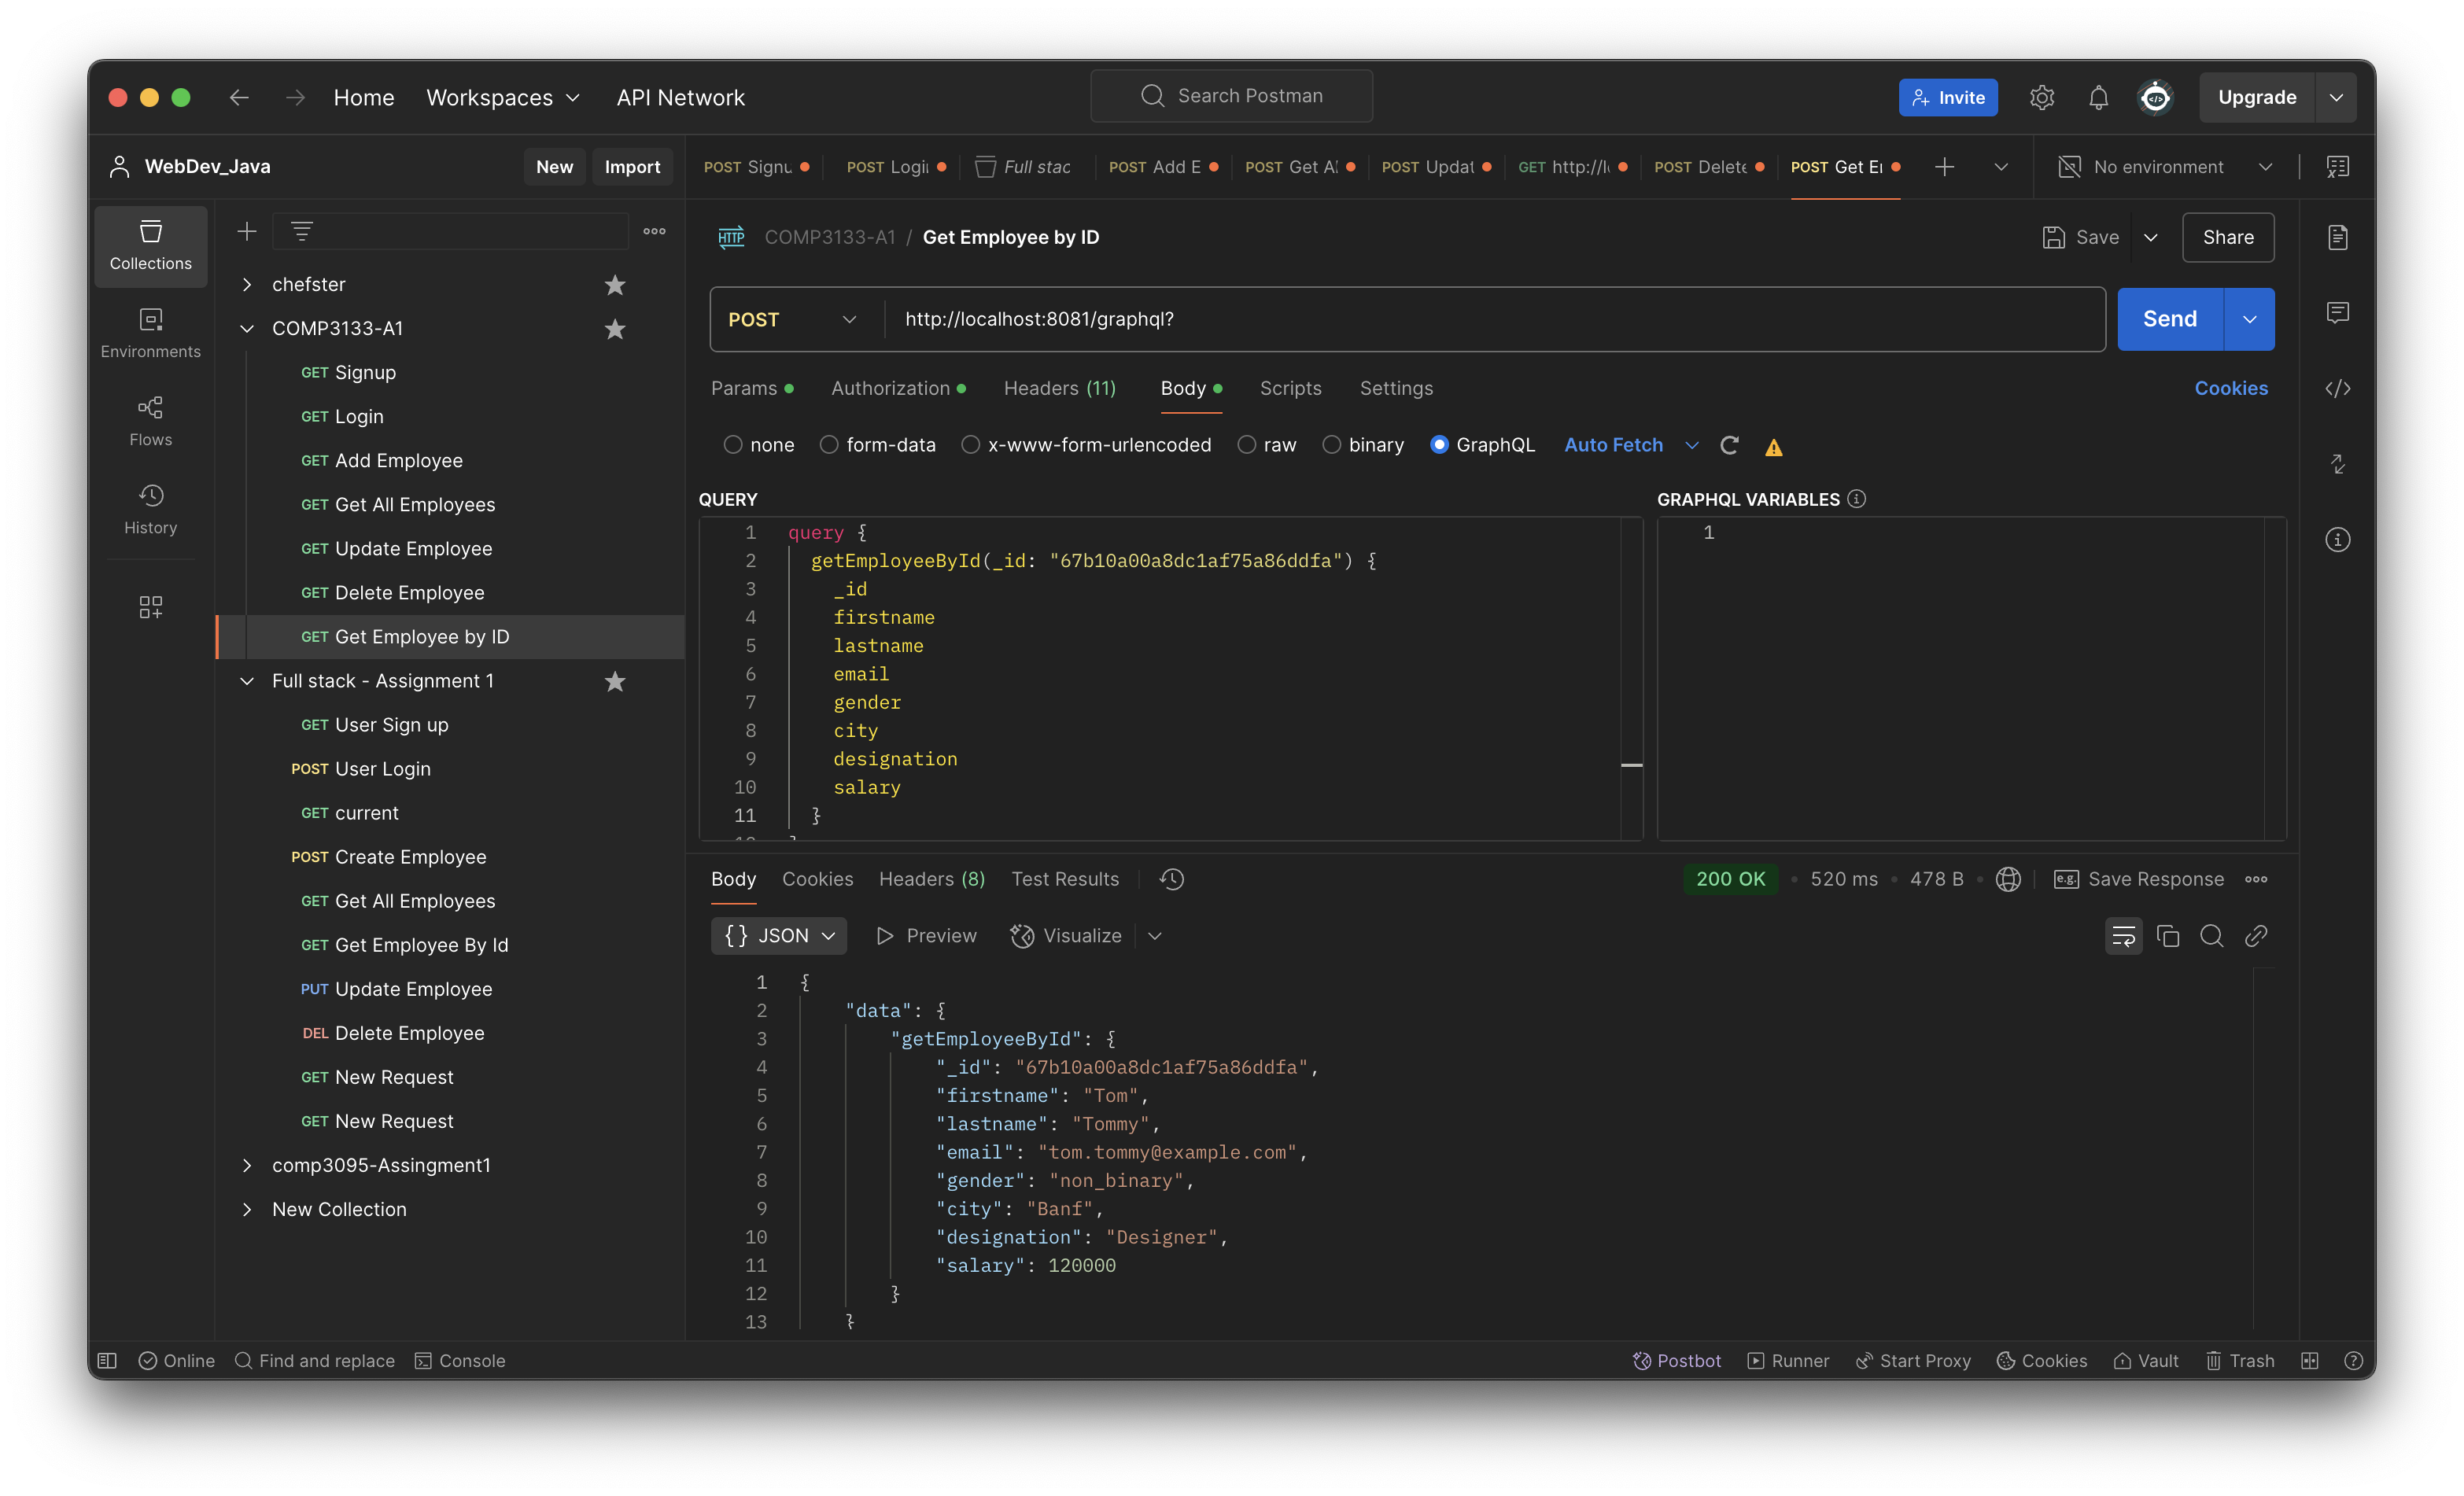 Home Workspaces API Network Search Postman Invite Upgrade
WebDev_Java New Import POST Signu POST Logi Full stac POST Add E POST Get Al POST Updat GET http://l POST Delete POST Get E No environment
Collections
Environments
Flows
History
chefster
COMP3133-A1
GET Signup
GET Login
GET Add Employee
GET Get All Employees
GET Update Employee
GET Delete Employee
GET Get Employee by ID
Full stack - Assignment 1
GET User Sign up
POST User Login
GET current
POST Create Employee
GET Get All Employees
GET Get Employee By Id
PUT Update Employee
DEL Delete Employee
GET New Request
GET New Request
comp3095-Assingment1
New Collection
HTTP COMP3133-A1 / Get Employee by ID Save Share
POST http://localhost:8081/graphql? Send
Params Authorization Headers (11) Body Scripts Settings Cookies
none form-data x-www-form-urlencoded raw binary GraphQL Auto Fetch
QUERY
1 query {
2 getEmployeeById(_id: "67b10a00a8dc1af75a86ddfa") {
3 _id
4 firstname
5 lastname
6 email
7 gender
8 city
9 designation
10 salary
11 }
GRAPHQL VARIABLES
1
Body Cookies Headers (8) Test Results 200 OK • 520 ms • 478 B • e.g. Save Response
{} JSON Preview Visualize
1 {
2 "data": {
3 "getEmployeeById": {
4 "_id": "67b10a00a8dc1af75a86ddfa",
5 "firstname": "Tom",
6 "lastname": "Tommy",
7 "email": "tom.tommy@example.com",
8 "gender": "non_binary",
9 "city": "Banf",
10 "designation": "Designer",
11 "salary": 120000
12 }
13 }
Online Find and replace Console Postbot Runner Start Proxy Cookies Vault Trash